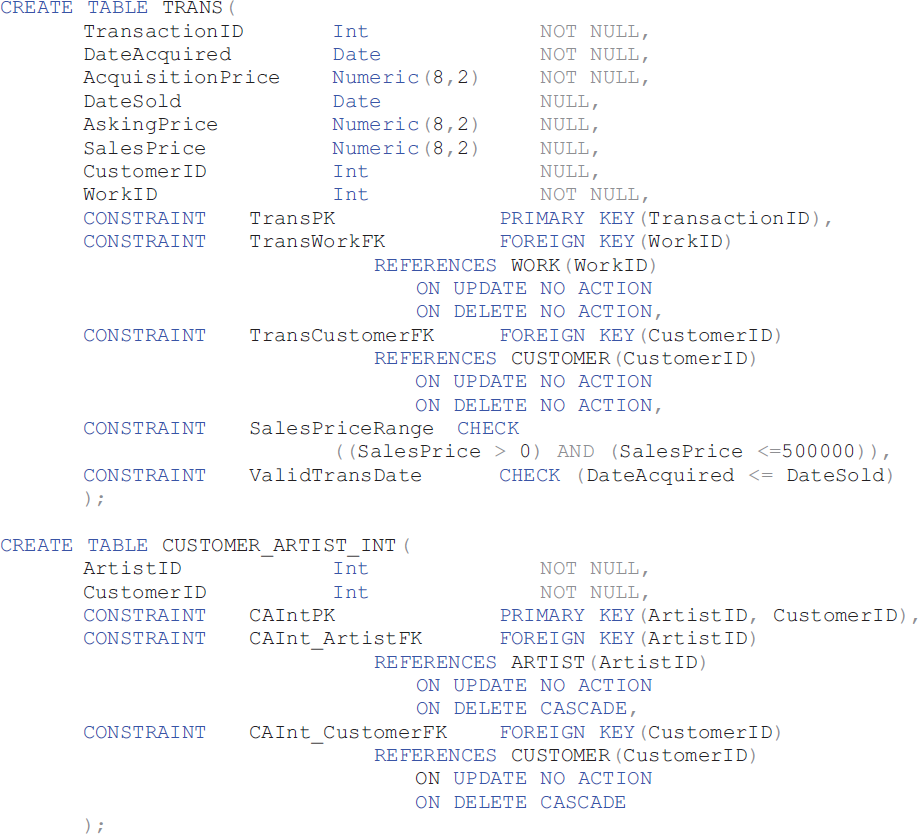 CREATE TABLE TRANS(
TransactionID Int NOT NULL,
DateAcquired Date NOT NULL,
AcquisitionPrice Numeric(8,2) NOT NULL,
DateSold Date NULL,
AskingPrice Numeric(8,2) NULL,
SalesPrice Numeric(8,2) NULL,
CustomerID Int NULL,
WorkID Int NOT NULL,
CONSTRAINT TransPK PRIMARY KEY(TransactionID),
CONSTRAINT TransWorkFK FOREIGN KEY(WorkID)
REFERENCES WORK(WorkID)
ON UPDATE NO ACTION
ON DELETE NO ACTION,
CONSTRAINT TransCustomerFK FOREIGN KEY(CustomerID)
REFERENCES CUSTOMER(CustomerID)
ON UPDATE NO ACTION
ON DELETE NO ACTION,
CONSTRAINT SalesPriceRange CHECK
((SalesPrice > 0) AND (SalesPrice <=500000)),
CONSTRAINT ValidTransDate CHECK (DateAcquired <= DateSold)
);
CREATE TABLE CUSTOMER_ARTIST_INT(
ArtistID Int NOT NULL,
CustomerID Int NOT NULL,
CONSTRAINT CAIntPK PRIMARY KEY(ArtistID, CustomerID),
CONSTRAINT CAInt_ArtistFK FOREIGN KEY(ArtistID)
REFERENCES ARTIST(ArtistID)
ON UPDATE NO ACTION
ON DELETE CASCADE,
CONSTRAINT CAInt_CustomerFK FOREIGN KEY(CustomerID)
REFERENCES CUSTOMER(CustomerID)
ON UPDATE NO ACTION
ON DELETE CASCADE
);